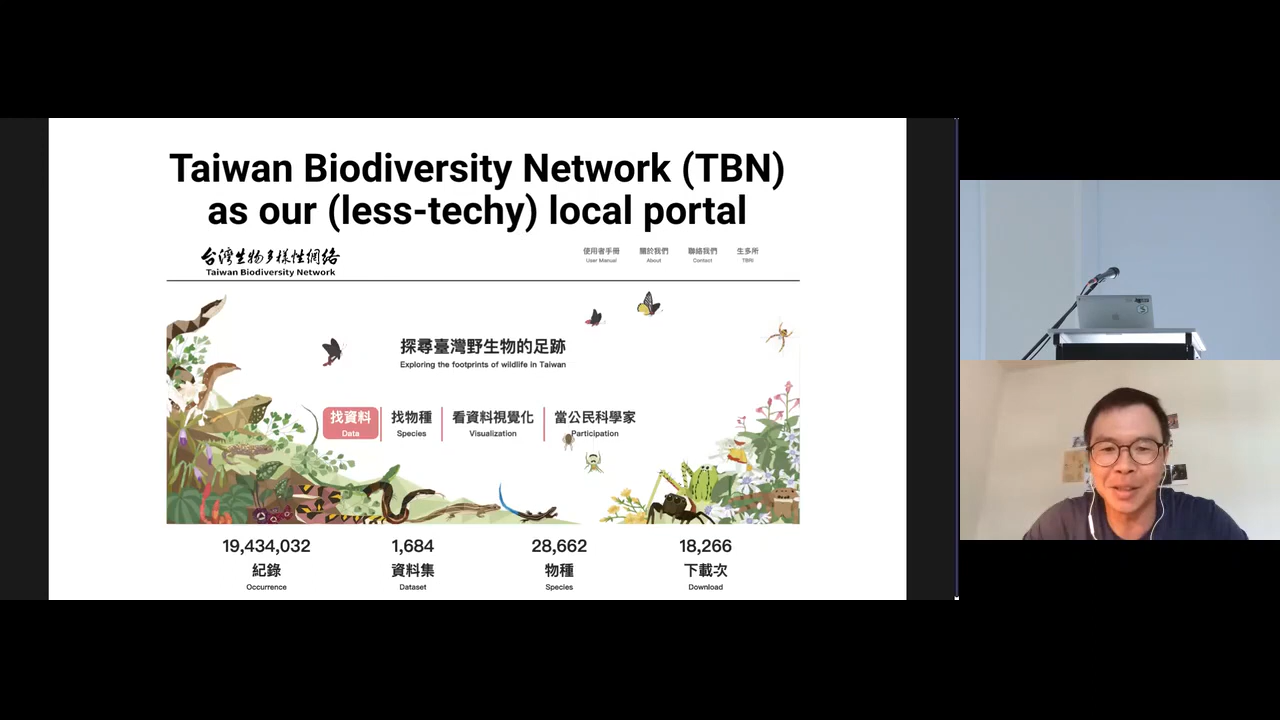 Taiwan Biodiversity Network (TBN)
as our (less-techy) local portal
台灣生物多樣性網絡
Taiwan Biodiversity Network
使用者手冊
User Manual
關於我們
About
聯絡我們
Contact
生多所
TBRI
探尋臺灣野生物的足跡
Exploring the footprints of wildlife in Taiwan
找資料
Data
找物種
Species
看資料視覺化
Visualization
當公民科學家
Participation
19,434,032
紀錄
Occurrence
1,684
資料集
Dataset
28,662
物種
Species
18,266
下載次
Download